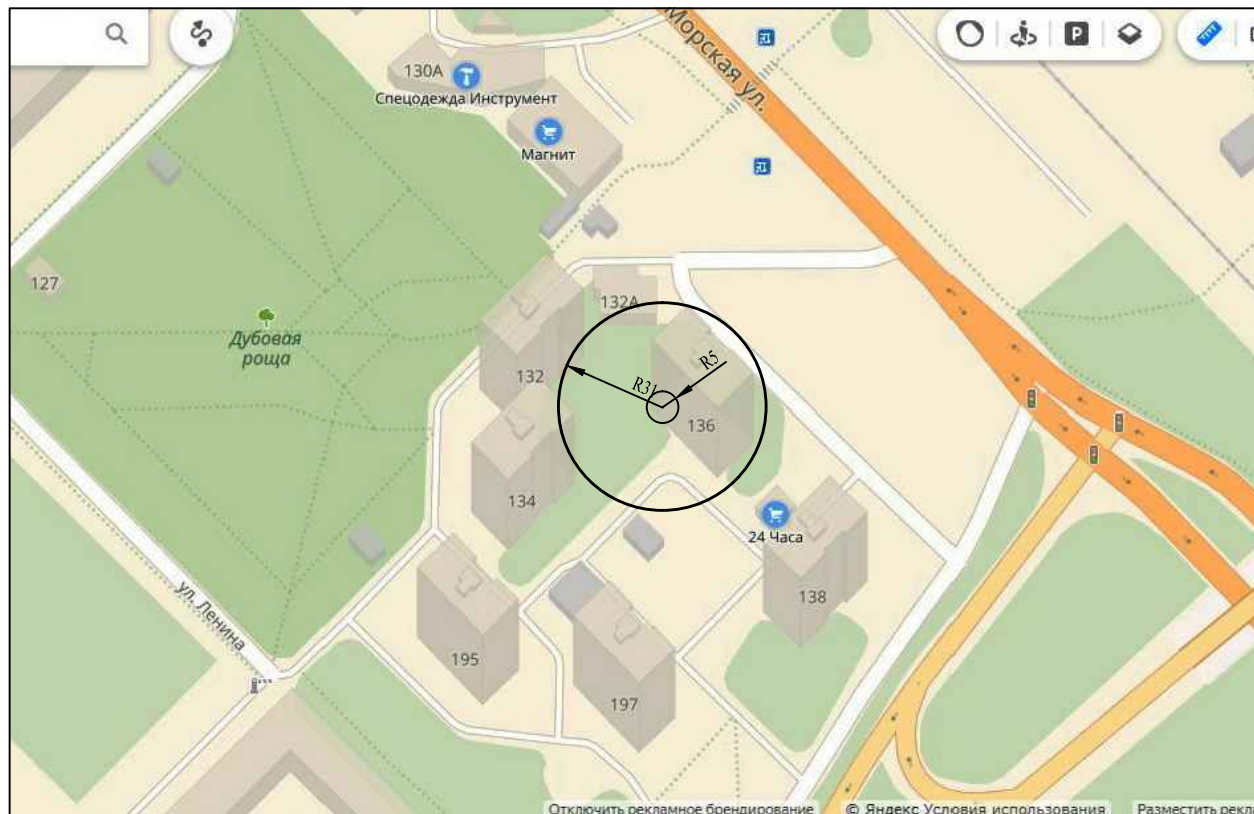 Морская ул.
P
130А
Спецодежда Инструмент
Магнит
127
132А
Дубовая
роща
R5
132
R31
136
134
24 Часа
138
ул. Ленина
195
197
Отключить рекламное брендирование
© Яндекс Условия использования
Разместить рекла